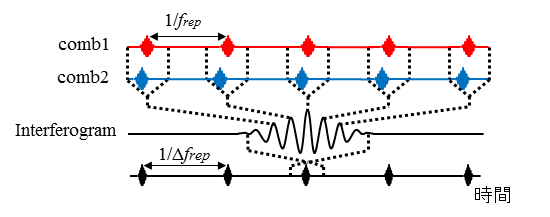 1/frep
comb1
comb2
Interferogram
1/Δfrep
時間